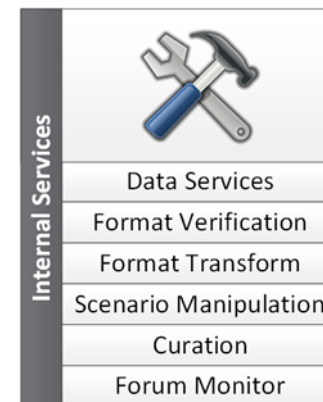 Internal Services
Data Services
Format Verification
Format Transform
Scenario Manipulation
Curation
Forum Monitor